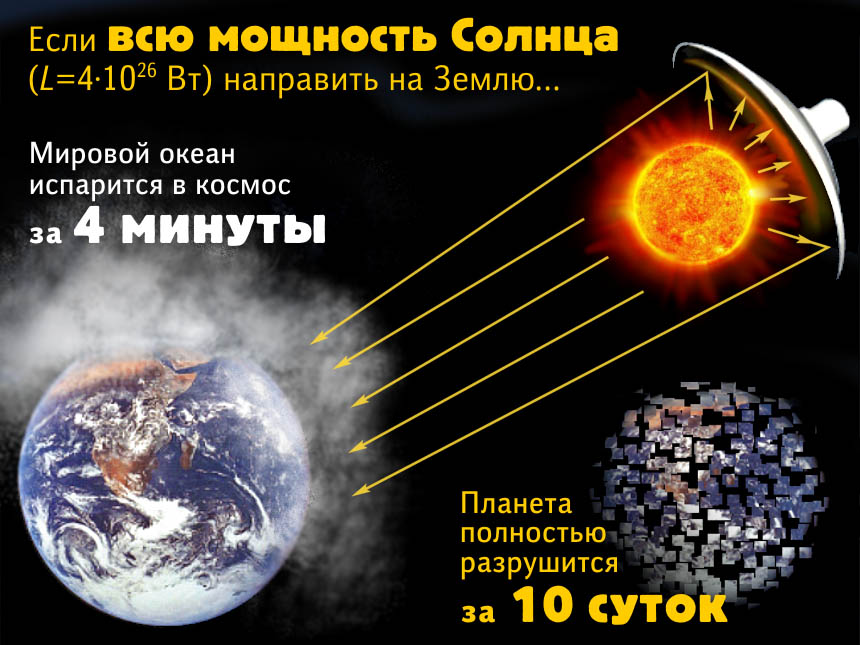 Если всю мощность Солнца
(L=4·10²⁶ Вт) направить на Землю...
Мировой океан
испарится в космос
за 4 минуты
Планета
полностью
разрушится
за 10 суток